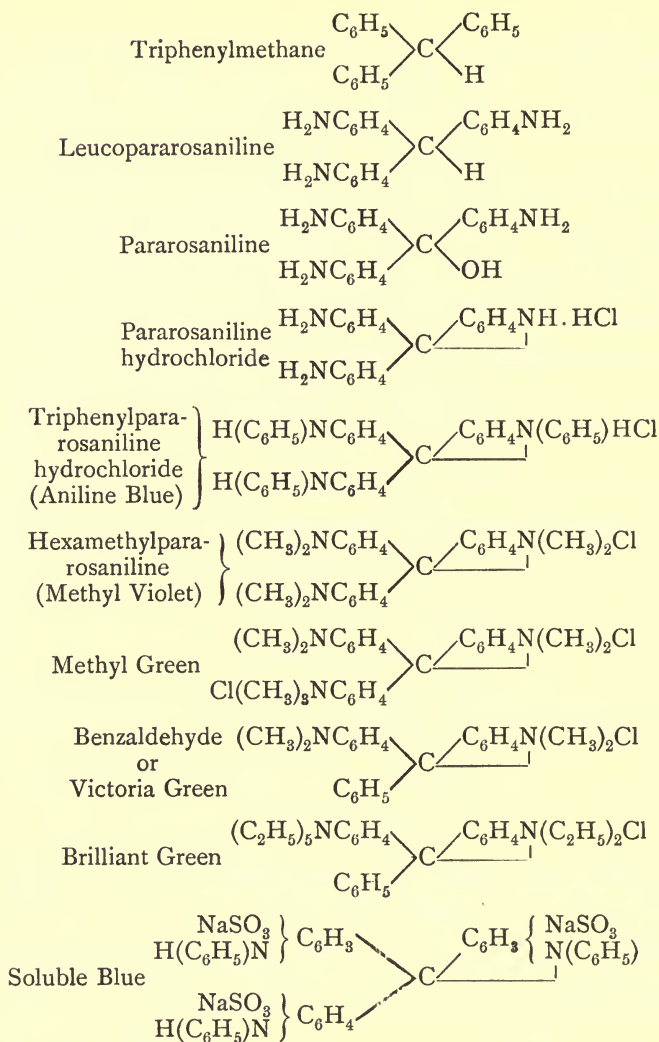 C₆H₅ C₆H₅
Triphenylmethane C
C₆H₅ H
H₂NC₆H₄ C₆H₄NH₂
Leucopararosaniline C
H₂NC₆H₄ H
H₂NC₆H₄ C₆H₄NH₂
Pararosaniline C
H₂NC₆H₄ OH
Pararosaniline H₂NC₆H₄ C₆H₄NH.HCl
hydrochloride C
H₂NC₆H₄
Triphenylpara-
rosaniline H(C₆H₅)NC₆H₄ C₆H₄N(C₆H₅)HCl
hydrochloride C
(Aniline Blue) H(C₆H₅)NC₆H₄
Hexamethylpara- (CH₃)₂NC₆H₄ C₆H₄N(CH₃)₂Cl
rosaniline C
(Methyl Violet) (CH₃)₂NC₆H₄
(CH₃)₂NC₆H₄ C₆H₄N(CH₃)₂Cl
Methyl Green C
Cl(CH₃)₃NC₆H₄
Benzaldehyde (CH₃)₂NC₆H₄ C₆H₄N(CH₃)₂Cl
or C
Victoria Green C₆H₅
(C₂H₅)₅NC₆H₄ C₆H₄N(C₂H₅)₂Cl
Brilliant Green C
C₆H₅
NaSO₃ NaSO₃
H(C₆H₅)N } C₆H₃ C₆H₃ { N(C₆H₅)
Soluble Blue C
NaSO₃
H(C₆H₅)N } C₆H₄